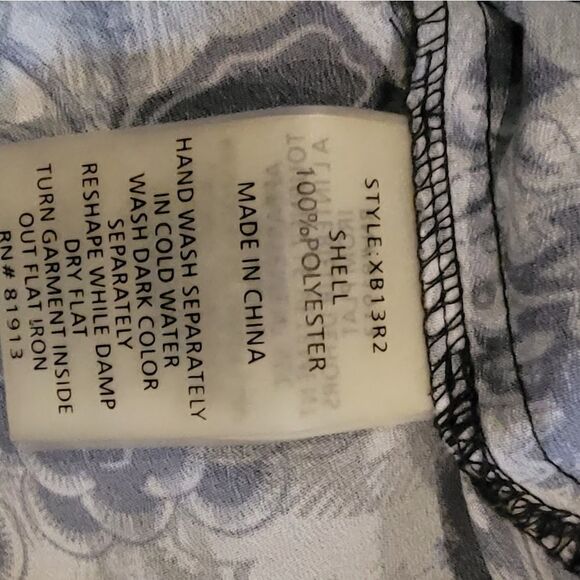 STYLE:XB13R2
SHELL
100%POLYESTER
MADE IN CHINA
HAND WASH SEPARATELY
IN COLD WATER
WASH DARK COLOR
SEPARATELY
RESHAPE WHILE DAMP
DRY FLAT
TURN GARMENT INSIDE
OUT FLAT IRON
RN# 81913